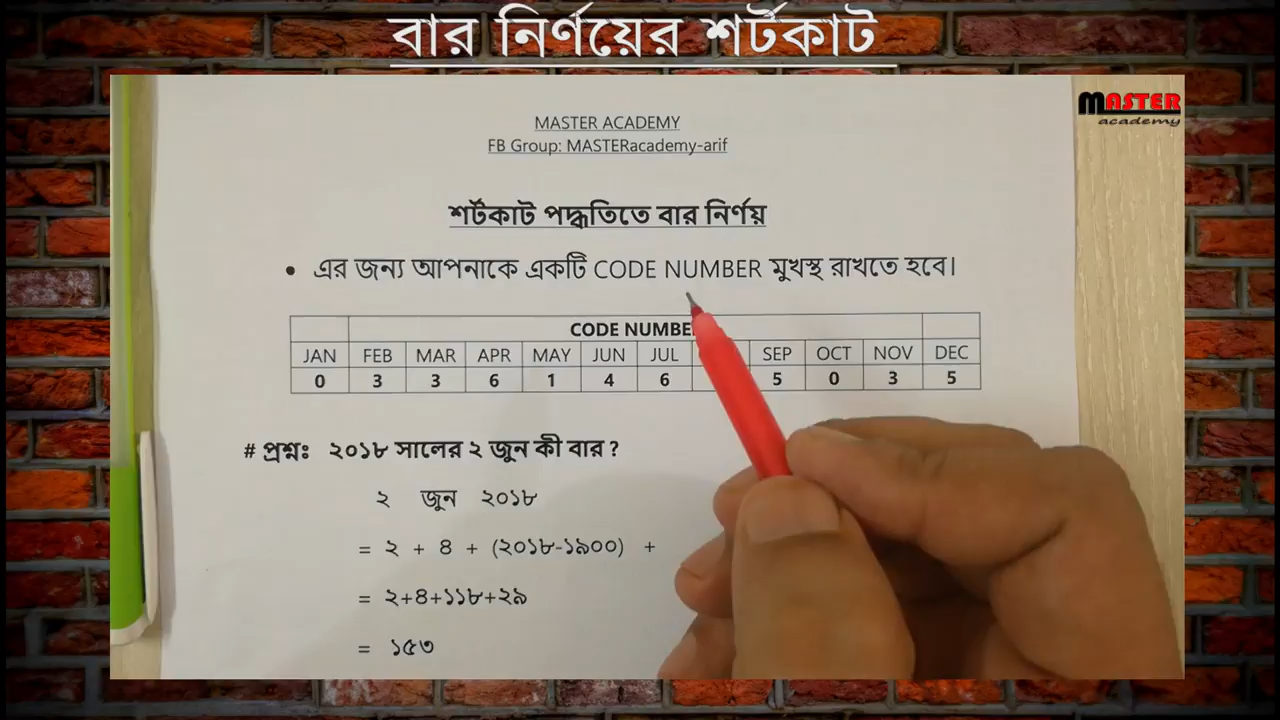 বার নির্ণয়ের শর্টকাট
MASTER academy
MASTER ACADEMY
FB Group: MASTERacademy-arif
শর্টকাট পদ্ধতিতে বার নির্ণয়
• এর জন্য আপনাকে একটি CODE NUMBER মুখস্থ রাখতে হবে।
CODE
JAN FEB MAR APR MAY JUN JUL SEP OCT NOV DEC
0 3 3 6 1 4 6 5 0 3 5
# প্রশ্নঃ ২০১৮ সালের ২ জুন কী বার ?
২ জুন ২০১৮
= ২ + ৪ + (২০১৮-১৯০০) +
= ২+৪+১১৮+২৯
= ১৫৩